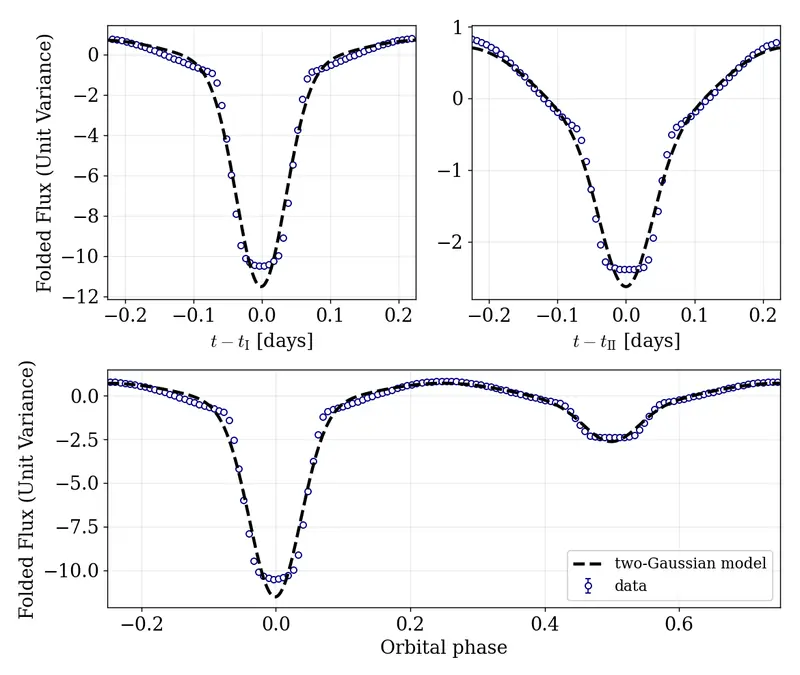 Folded Flux (Unit Variance)
0
−2
−4
−6
−8
−10
−12
−0.2 −0.1 0.0 0.1 0.2
t − t_I [days]
1
0
−1
−2
−0.2 −0.1 0.0 0.1 0.2
t − t_II [days]
Folded Flux (Unit Variance)
0.0
−2.5
−5.0
−7.5
−10.0
two-Gaussian model
data
−0.2 0.0 0.2 0.4 0.6
Orbital phase